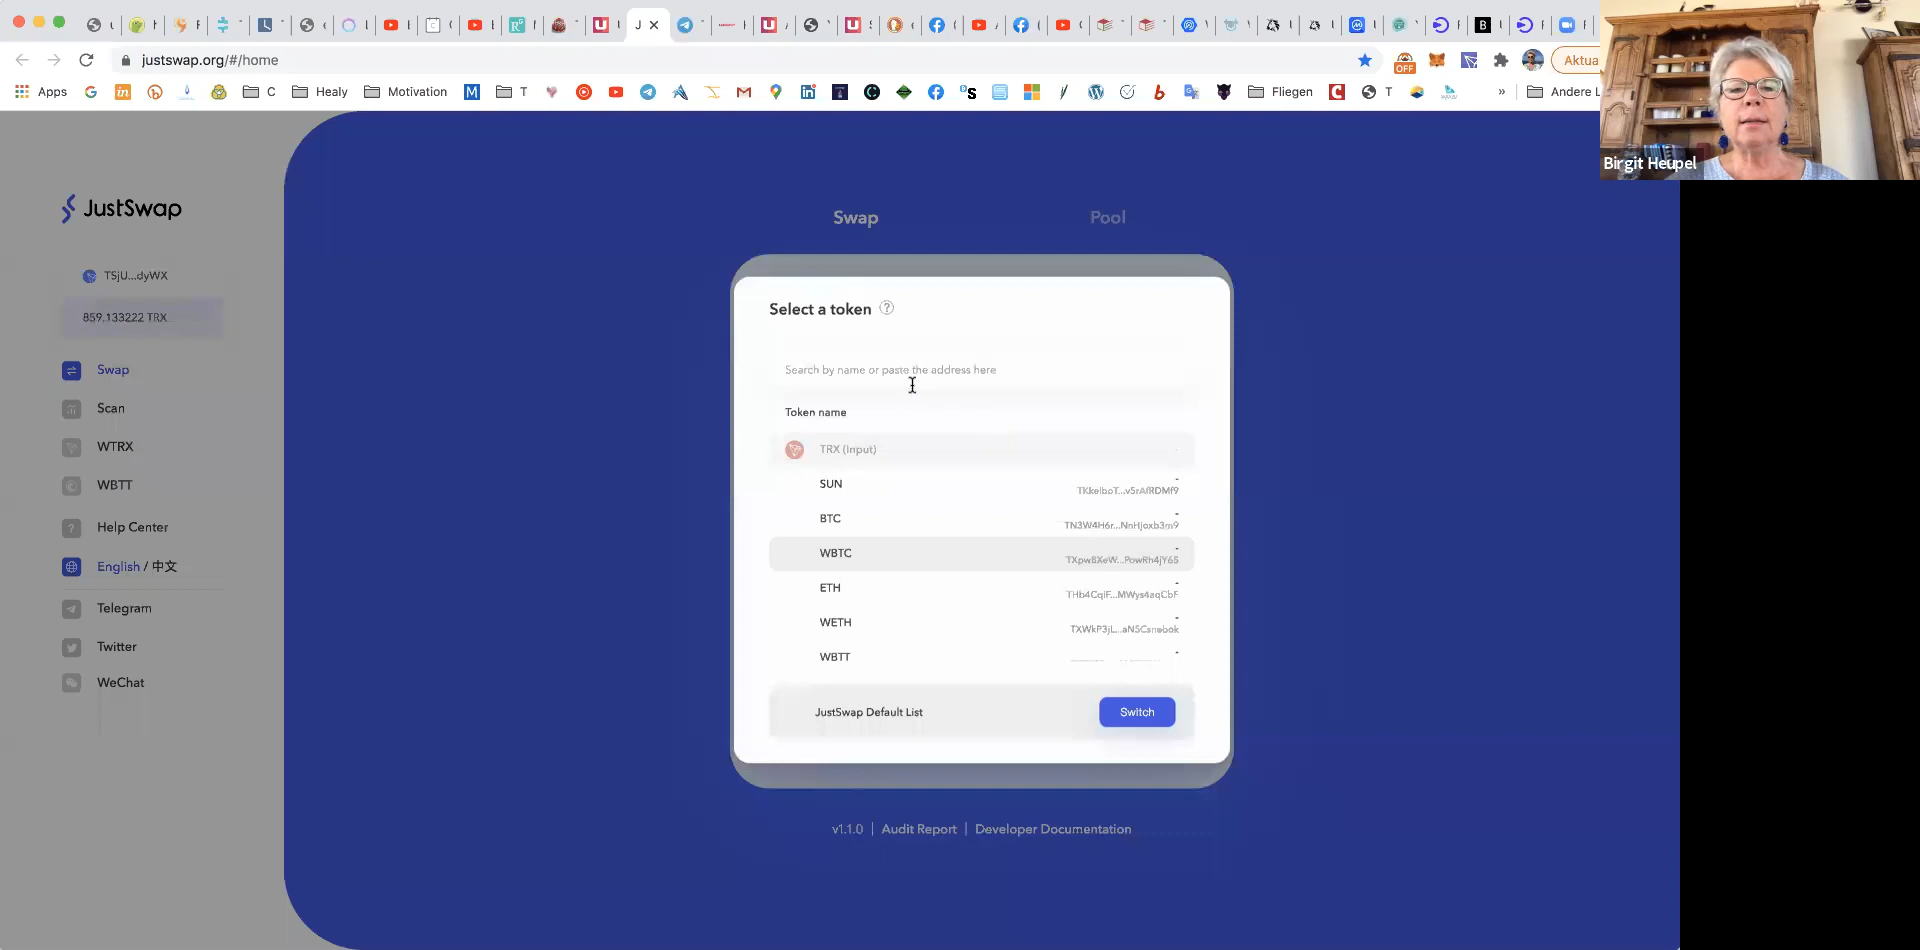 justswap.org/#/home
OFF
Aktua
Apps
C
Healy
Motivation
T
Fliegen
T
»
Andere L
Birgit Heupel
JustSwap
TSjU...dyWX
859.133222 TRX
Swap
Scan
WTRX
WBTT
Help Center
English / 中文
Telegram
Twitter
WeChat
Swap
Pool
Select a token ?
Search by name or paste the address here
Token name
TRX (Input)
-
SUN
-
BTC
-
TN3W4H6r...NnHjoxb3m9
WBTC
-
TXpw8XeW...PowRh4jY65
ETH
-
THb4CqiF...MWys4aqCbF
WETH
-
TXWkP3jL...aN5Csnebok
WBTT
-
JustSwap Default List
Switch
v1.1.0 | Audit Report | Developer Documentation